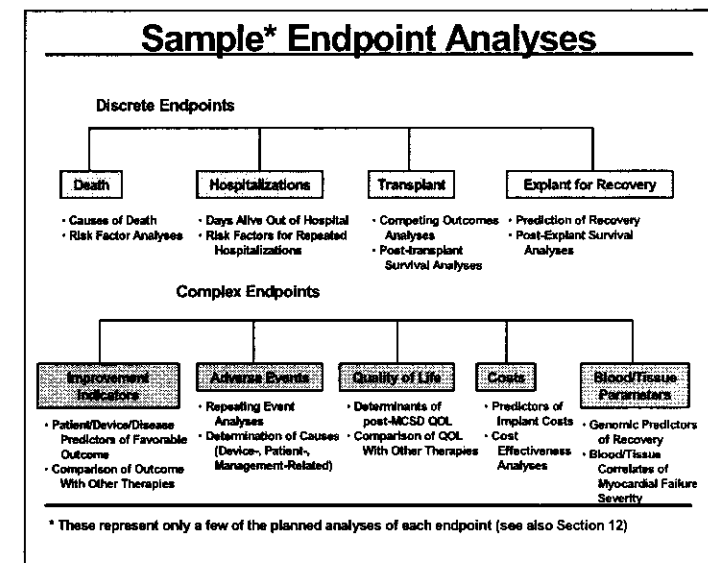 Sample* Endpoint Analyses
Discrete Endpoints
Death
• Causes of Death
• Risk Factor Analyses
Hospitalizations
• Days Alive Out of Hospital
• Risk Factors for Repeated
Hospitalizations
Transplant
• Competing Outcomes
Analyses
• Post-transplant
Survival Analyses
Explant for Recovery
• Prediction of Recovery
• Post-Explant Survival
Analyses
Complex Endpoints
Improvement
Indicators
• Patient/Device/Disease
Predictors of Favorable
Outcome
• Comparison of Outcome
With Other Therapies
Adverse Events
• Repeating Event
Analyses
• Determination of Causes
(Device-, Patient-,
Management-Related)
Quality of Life
• Determinants of
post-MCSD QOL
• Comparison of QOL
With Other Therapies
Costs
• Predictors of
Implant Costs
• Cost
Effectiveness
Analyses
Blood/Tissue
Parameters
• Genomic Predictors
of Recovery
• Blood/Tissue
Correlates of
Myocardial Failure
Severity
* These represent only a few of the planned analyses of each endpoint (see also Section 12)